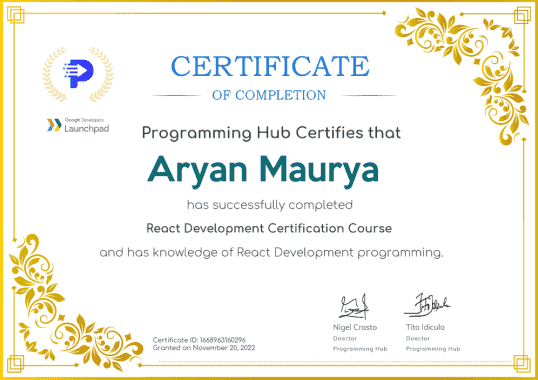 CERTIFICATE
OF COMPLETION
Google Developers
Launchpad
Programming Hub Certifies that
Aryan Maurya
has successfully completed
React Development Certification Course
and has knowledge of React Development programming.
Nigel Crasto
Director
Programming Hub
Tito Idicula
Director
Programming Hub
Certificate ID: 1668963160296
Granted on November 20, 2022